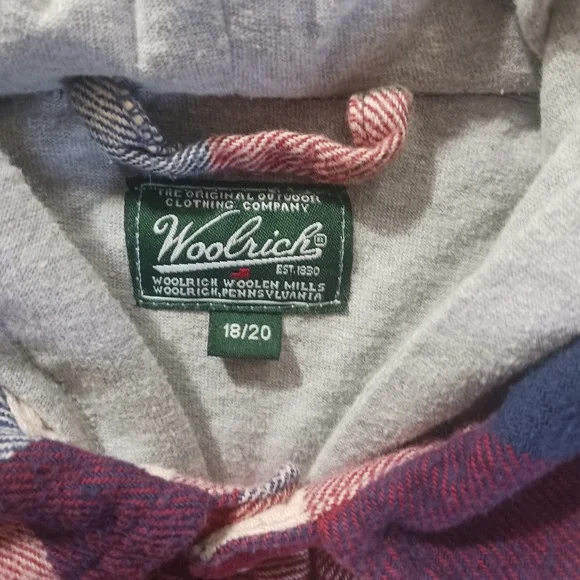 THE ORIGINAL OUTDOOR
CLOTHING COMPANY
Woolrich
EST. 1830
WOOLRICH WOOLEN MILLS
WOOLRICH, PENNSYLVANIA
18/20